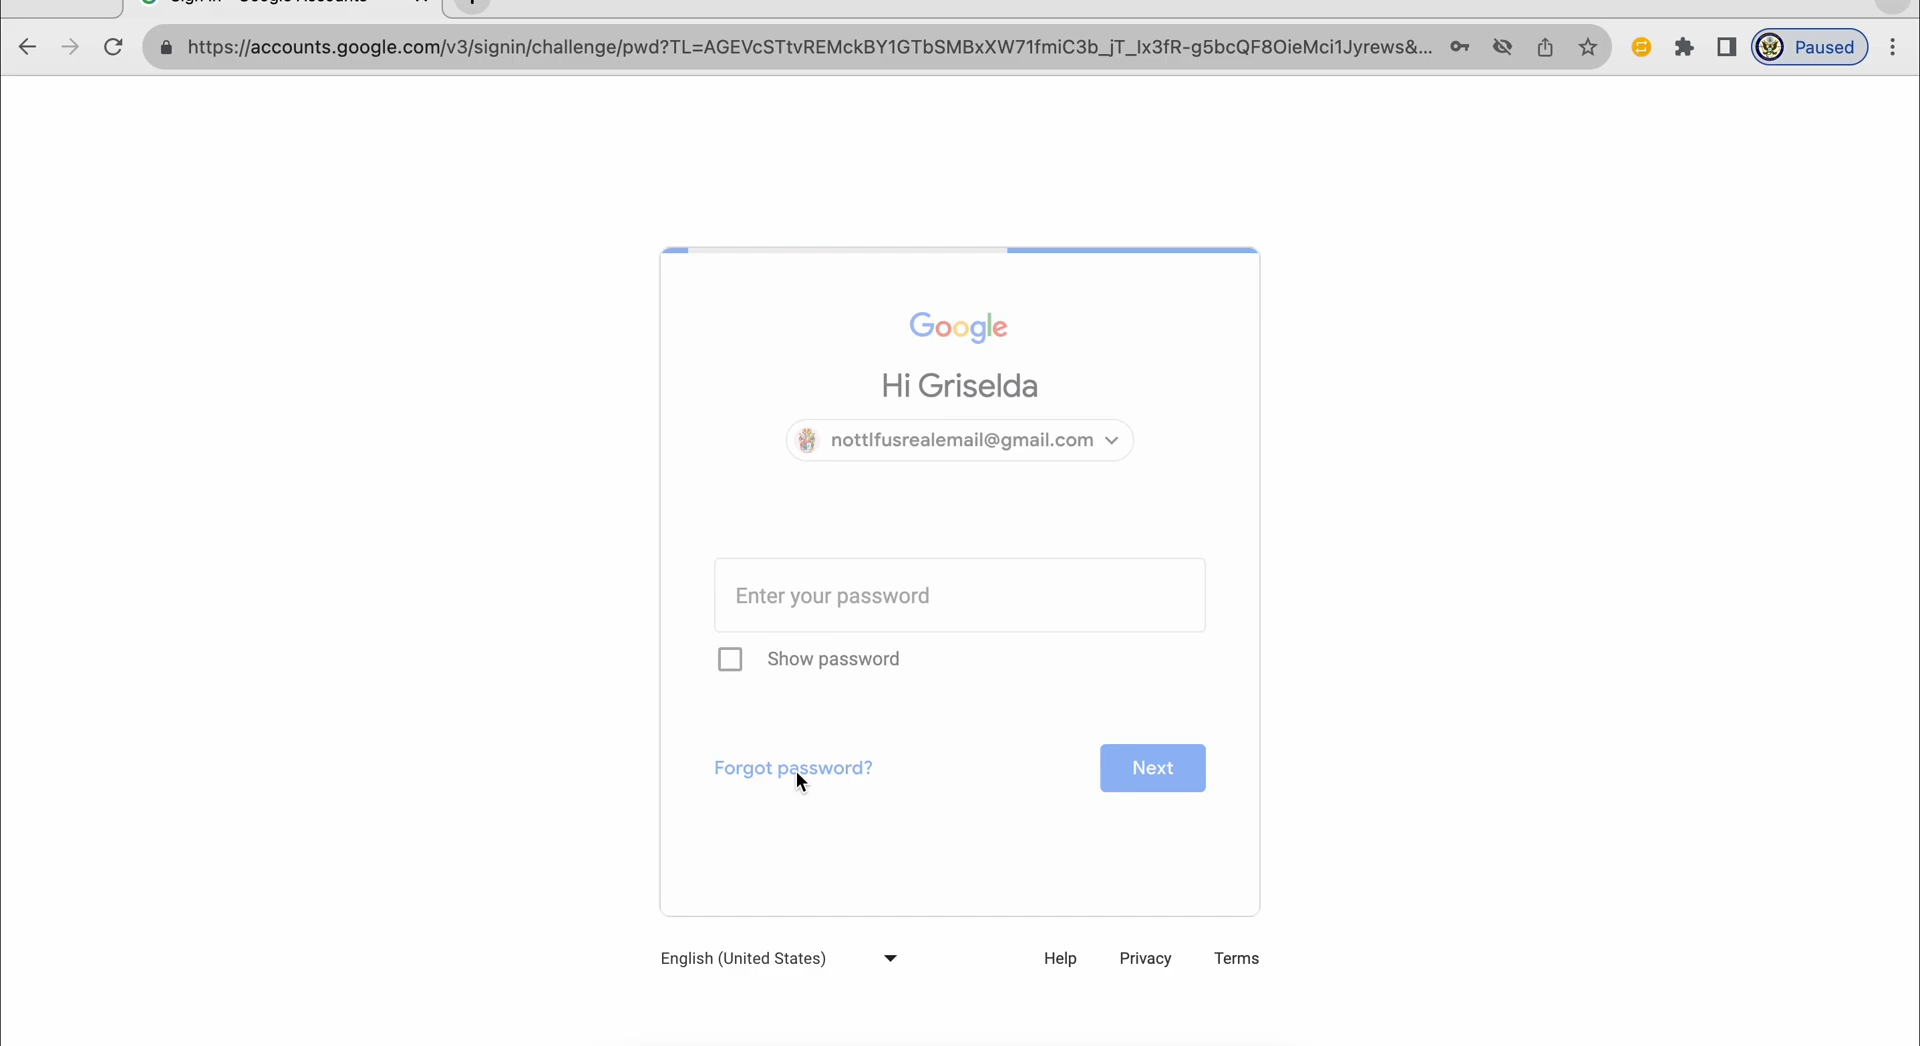 https://accounts.google.com/v3/signin/challenge/pwd?TL=AGEVcSTtvREMckBY1GTbSMBxXW71fmiC3b_jT_lx3fR-g5bcQF8OieMci1Jyrews&...
Paused
Google
Hi Griselda
nottlfusrealemail@gmail.com
Enter your password
Show password
Forgot password?
Next
English (United States)
Help
Privacy
Terms